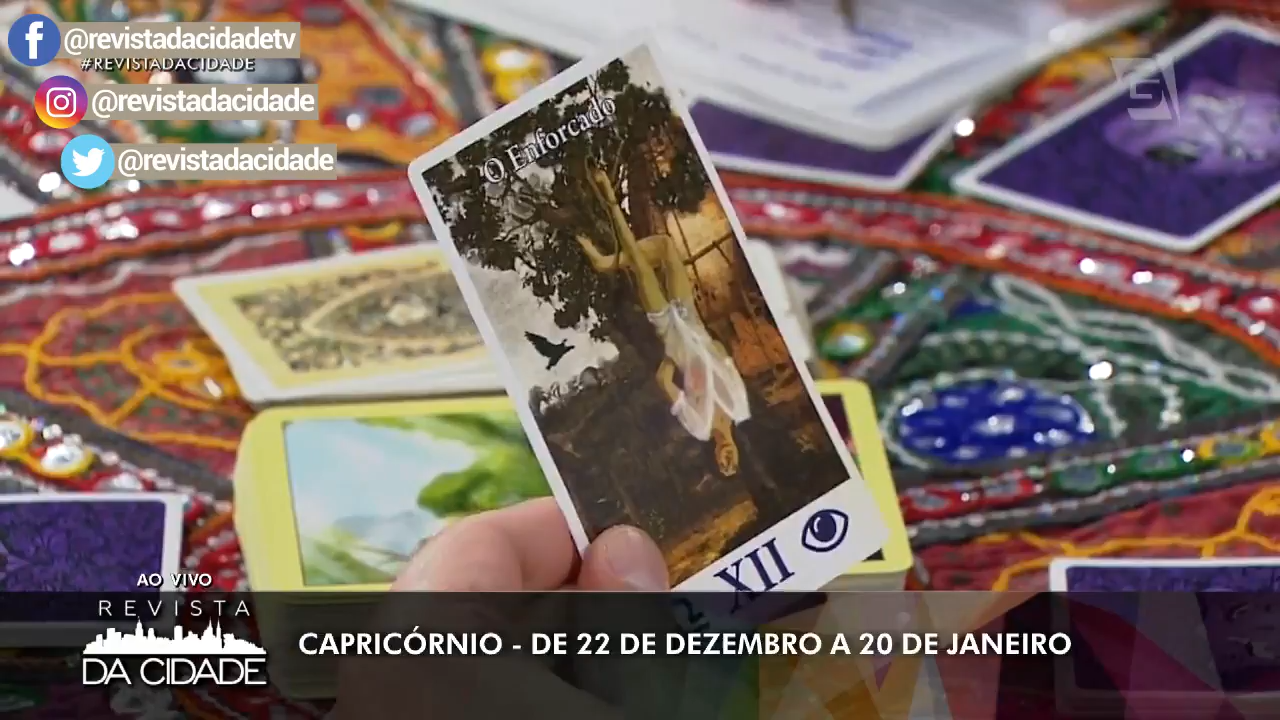 @revistadacidadetv
#REVISTADACIDADE
@revistadacidade
@revistadacidade
O Enforcado
XII
AO VIVO
REVISTA
DA CIDADE
CAPRICÓRNIO - DE 22 DE DEZEMBRO A 20 DE JANEIRO